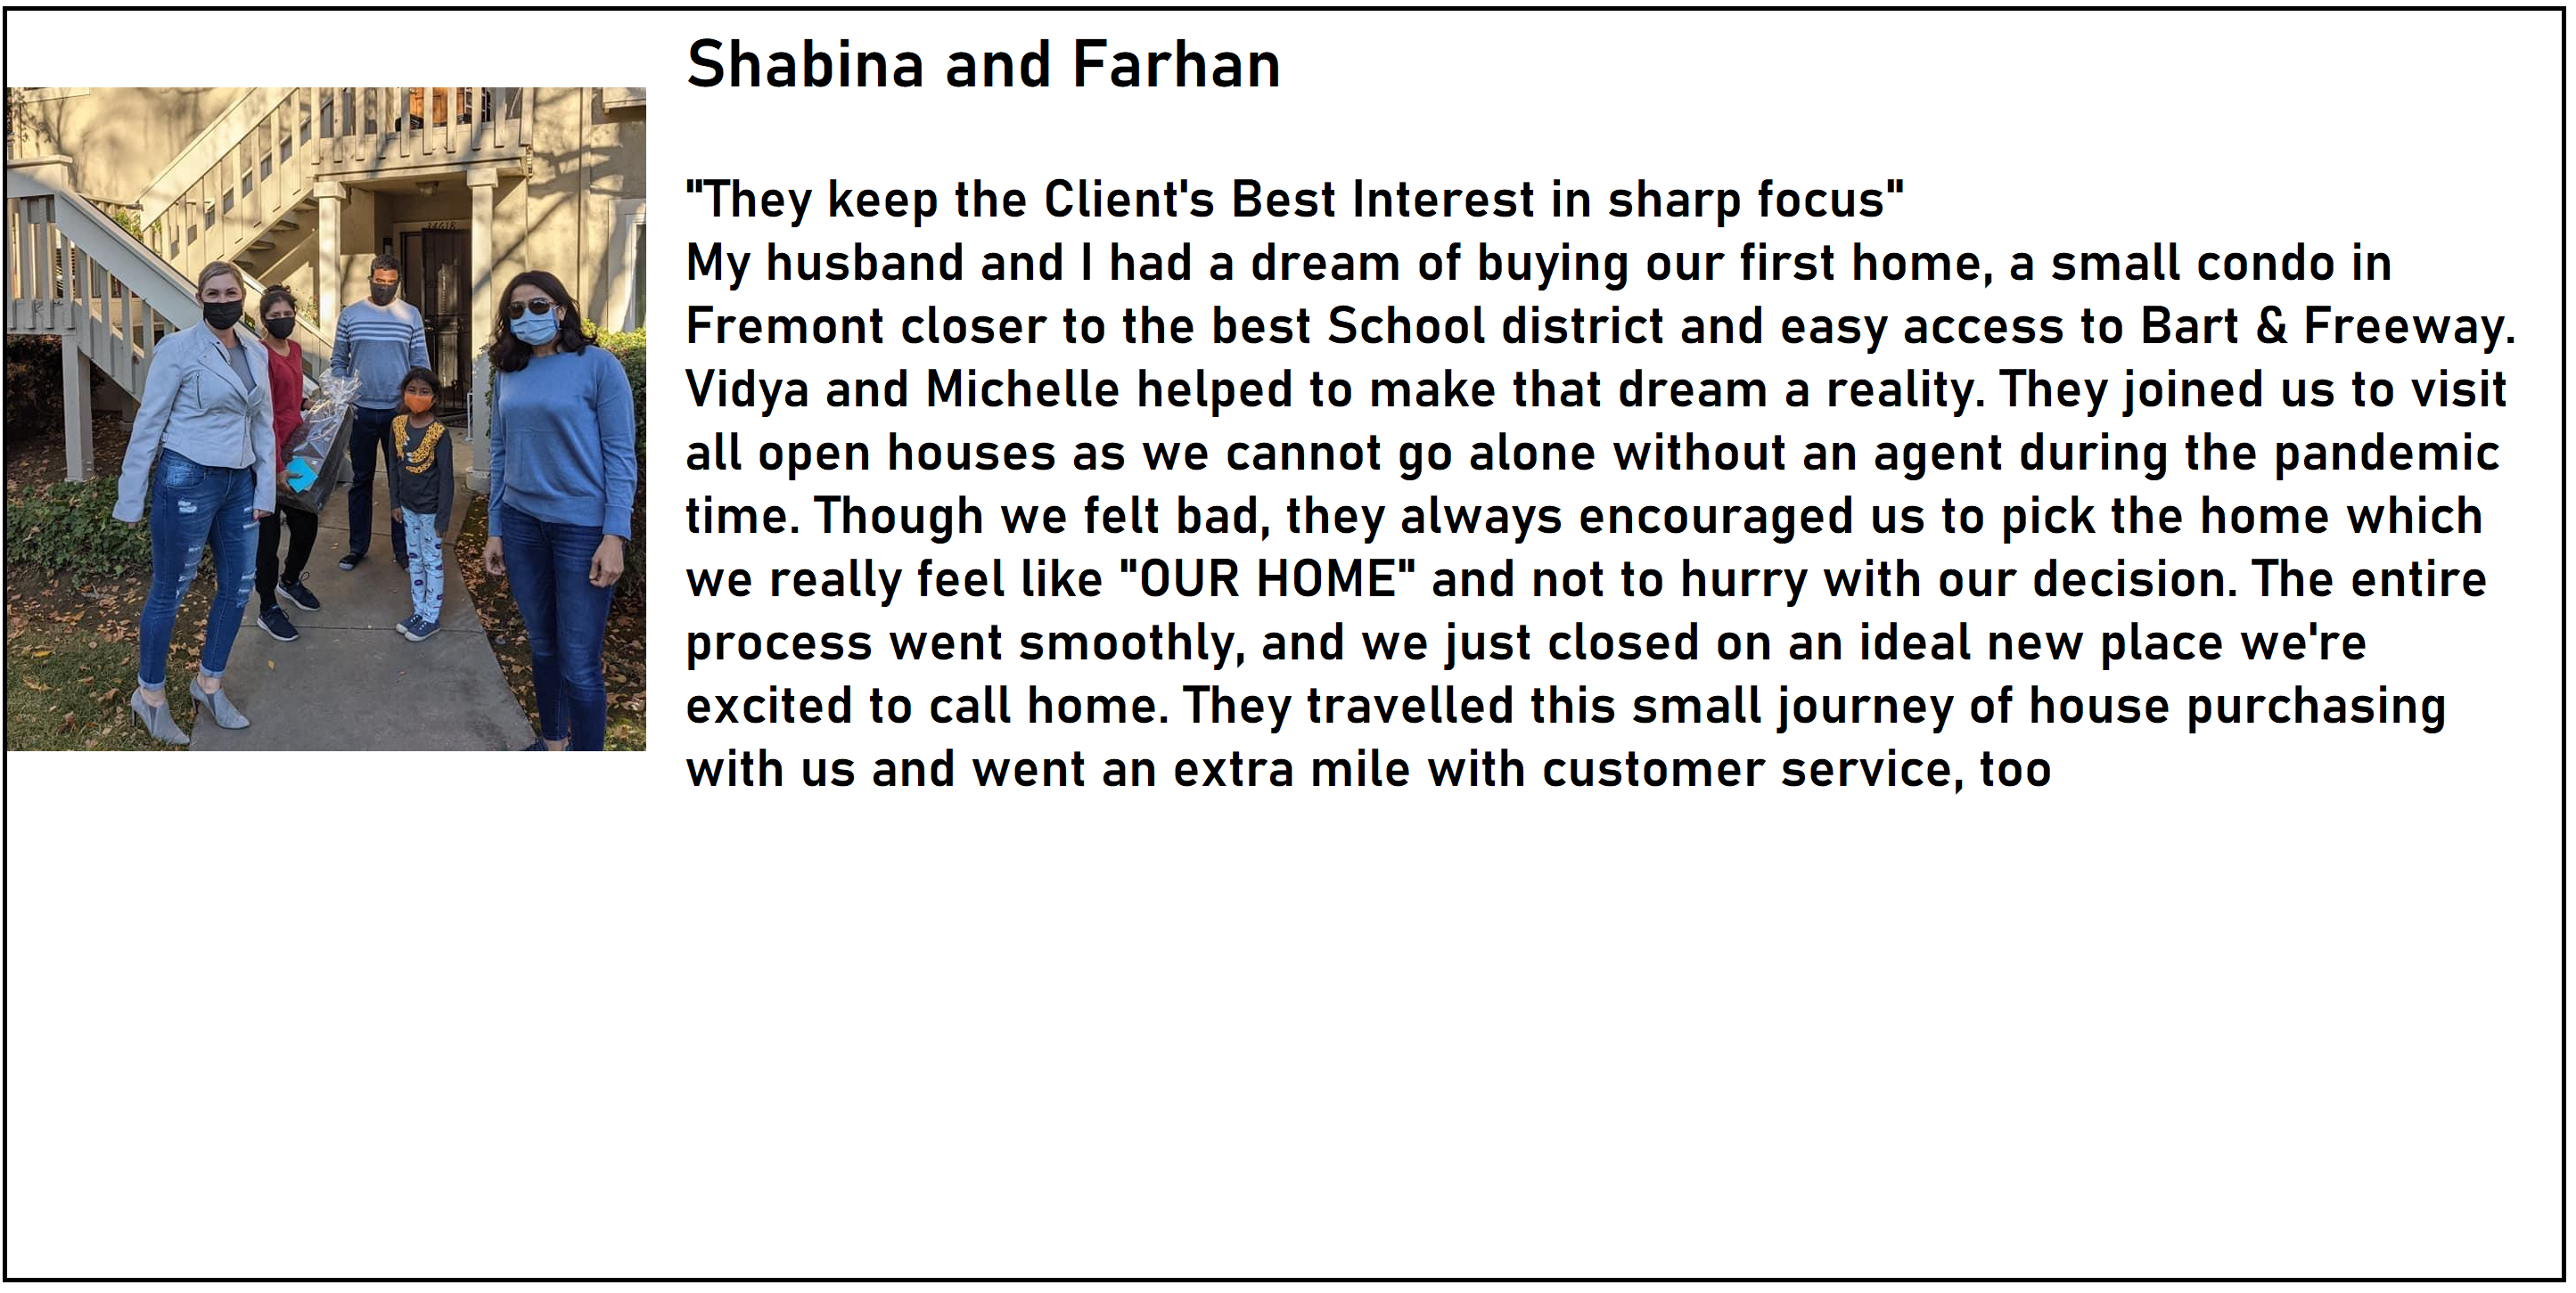 Shabina and Farhan
"They keep the Client's Best Interest in sharp focus"
My husband and I had a dream of buying our first home, a small condo in
Fremont closer to the best School district and easy access to Bart & Freeway.
Vidya and Michelle helped to make that dream a reality. They joined us to visit
all open houses as we cannot go alone without an agent during the pandemic
time. Though we felt bad, they always encouraged us to pick the home which
we really feel like "OUR HOME" and not to hurry with our decision. The entire
process went smoothly, and we just closed on an ideal new place we're
excited to call home. They travelled this small journey of house purchasing
with us and went an extra mile with customer service, too